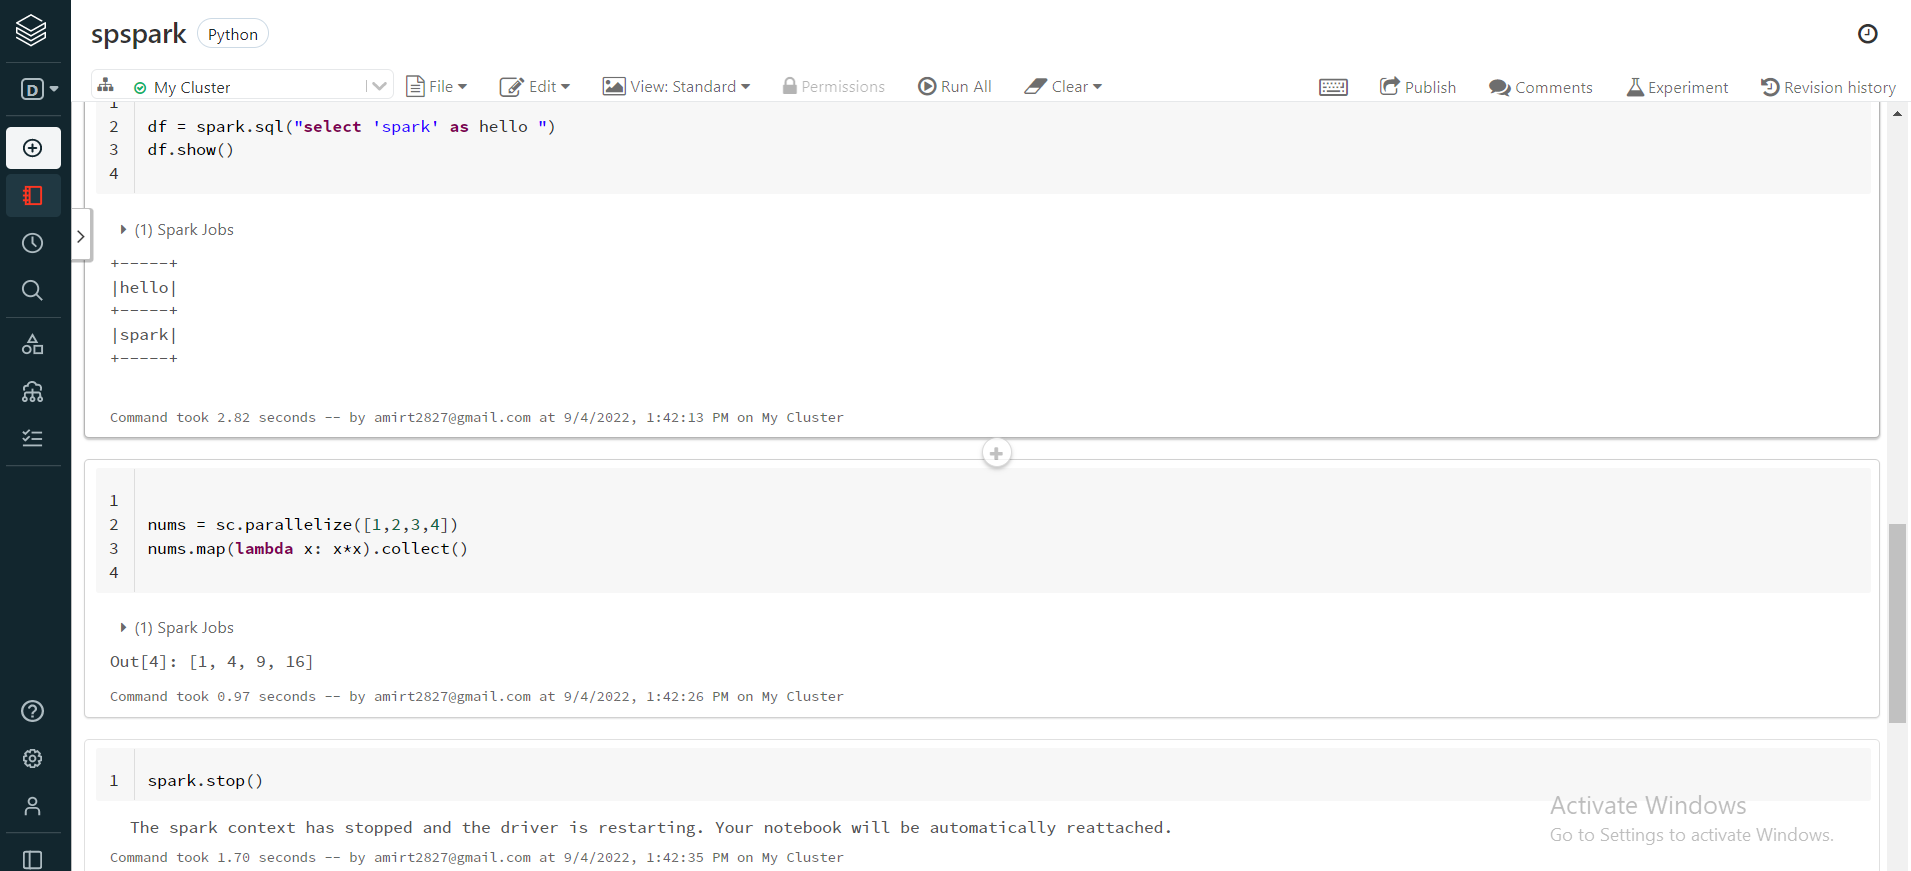 spspark Python
D My Cluster File Edit View: Standard Permissions Run All Clear Publish Comments Experiment Revision history
1
2 df = spark.sql("select 'spark' as hello ")
3 df.show()
4
(1) Spark Jobs
+-----+
|hello|
+-----+
|spark|
+-----+
Command took 2.82 seconds -- by amirt2827@gmail.com at 9/4/2022, 1:42:13 PM on My Cluster
1
2 nums = sc.parallelize([1,2,3,4])
3 nums.map(lambda x: x*x).collect()
4
(1) Spark Jobs
Out[4]: [1, 4, 9, 16]
Command took 0.97 seconds -- by amirt2827@gmail.com at 9/4/2022, 1:42:26 PM on My Cluster
1 spark.stop()
The spark context has stopped and the driver is restarting. Your notebook will be automatically reattached.
Command took 1.70 seconds -- by amirt2827@gmail.com at 9/4/2022, 1:42:35 PM on My Cluster
Activate Windows
Go to Settings to activate Windows.